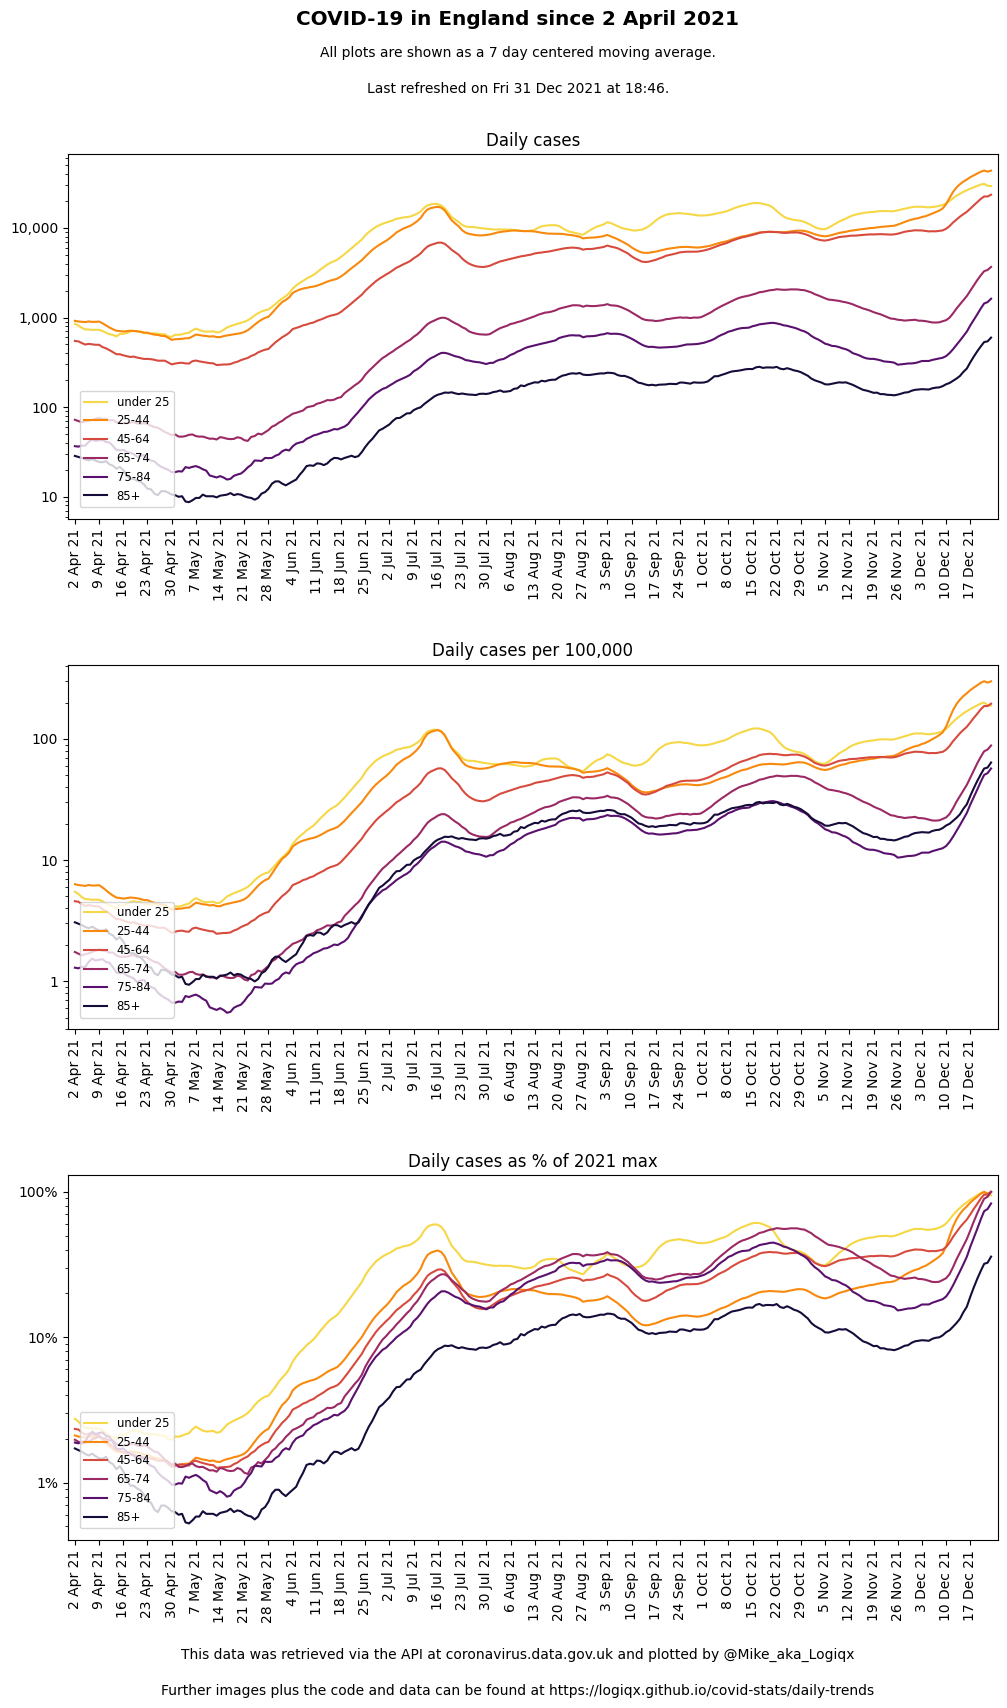 COVID-19 in England since 2 April 2021
All plots are shown as a 7 day centered moving average.
Last refreshed on Fri 31 Dec 2021 at 18:46.
Daily cases
10,000
1,000
100
10
under 25
25-44
45-64
65-74
75-84
85+
2 Apr 21
9 Apr 21
16 Apr 21
23 Apr 21
30 Apr 21
7 May 21
14 May 21
21 May 21
28 May 21
4 Jun 21
11 Jun 21
18 Jun 21
25 Jun 21
2 Jul 21
9 Jul 21
16 Jul 21
23 Jul 21
30 Jul 21
6 Aug 21
13 Aug 21
20 Aug 21
27 Aug 21
3 Sep 21
10 Sep 21
17 Sep 21
24 Sep 21
1 Oct 21
8 Oct 21
15 Oct 21
22 Oct 21
29 Oct 21
5 Nov 21
12 Nov 21
19 Nov 21
26 Nov 21
3 Dec 21
10 Dec 21
17 Dec 21
Daily cases per 100,000
100
10
1
under 25
25-44
45-64
65-74
75-84
85+
2 Apr 21
9 Apr 21
16 Apr 21
23 Apr 21
30 Apr 21
7 May 21
14 May 21
21 May 21
28 May 21
4 Jun 21
11 Jun 21
18 Jun 21
25 Jun 21
2 Jul 21
9 Jul 21
16 Jul 21
23 Jul 21
30 Jul 21
6 Aug 21
13 Aug 21
20 Aug 21
27 Aug 21
3 Sep 21
10 Sep 21
17 Sep 21
24 Sep 21
1 Oct 21
8 Oct 21
15 Oct 21
22 Oct 21
29 Oct 21
5 Nov 21
12 Nov 21
19 Nov 21
26 Nov 21
3 Dec 21
10 Dec 21
17 Dec 21
Daily cases as % of 2021 max
100%
10%
1%
under 25
25-44
45-64
65-74
75-84
85+
2 Apr 21
9 Apr 21
16 Apr 21
23 Apr 21
30 Apr 21
7 May 21
14 May 21
21 May 21
28 May 21
4 Jun 21
11 Jun 21
18 Jun 21
25 Jun 21
2 Jul 21
9 Jul 21
16 Jul 21
23 Jul 21
30 Jul 21
6 Aug 21
13 Aug 21
20 Aug 21
27 Aug 21
3 Sep 21
10 Sep 21
17 Sep 21
24 Sep 21
1 Oct 21
8 Oct 21
15 Oct 21
22 Oct 21
29 Oct 21
5 Nov 21
12 Nov 21
19 Nov 21
26 Nov 21
3 Dec 21
10 Dec 21
17 Dec 21
This data was retrieved via the API at coronavirus.data.gov.uk and plotted by @Mike_aka_Logiqx
Further images plus the code and data can be found at https://logiqx.github.io/covid-stats/daily-trends